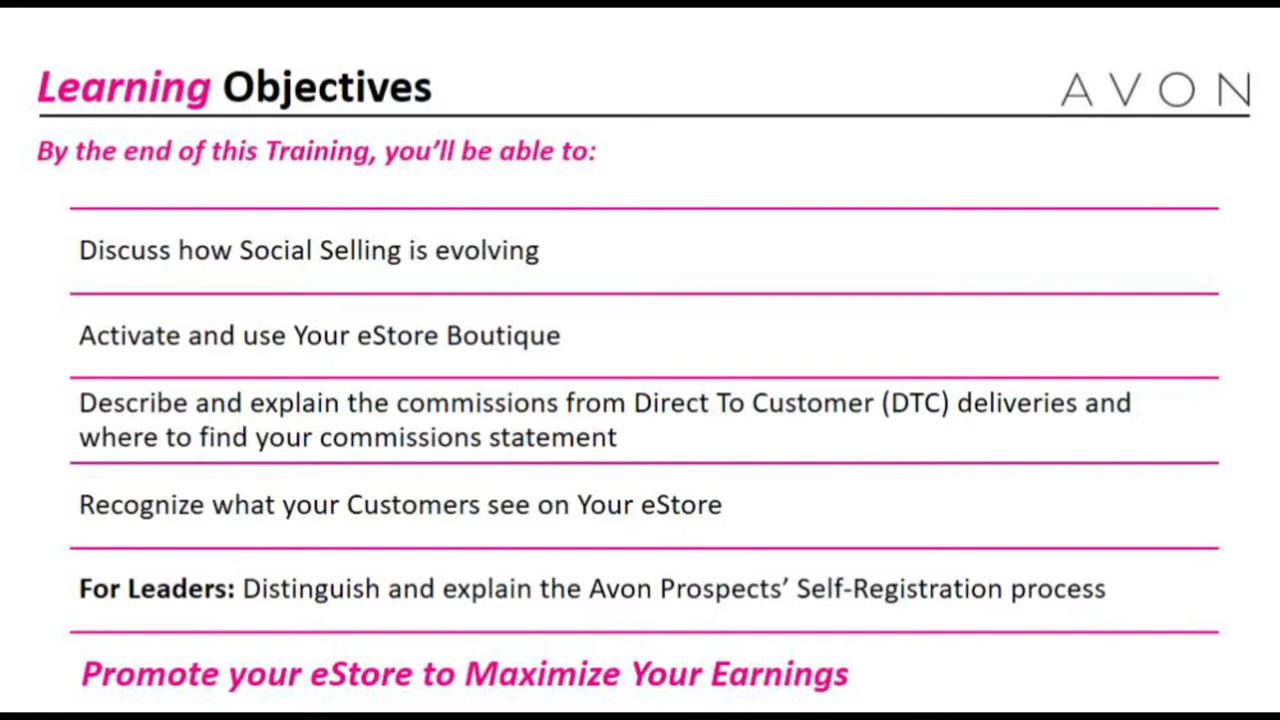 Learning Objectives
AVON
By the end of this Training, you’ll be able to:
Discuss how Social Selling is evolving
Activate and use Your eStore Boutique
Describe and explain the commissions from Direct To Customer (DTC) deliveries and
where to find your commissions statement
Recognize what your Customers see on Your eStore
For Leaders: Distinguish and explain the Avon Prospects’ Self-Registration process
Promote your eStore to Maximize Your Earnings